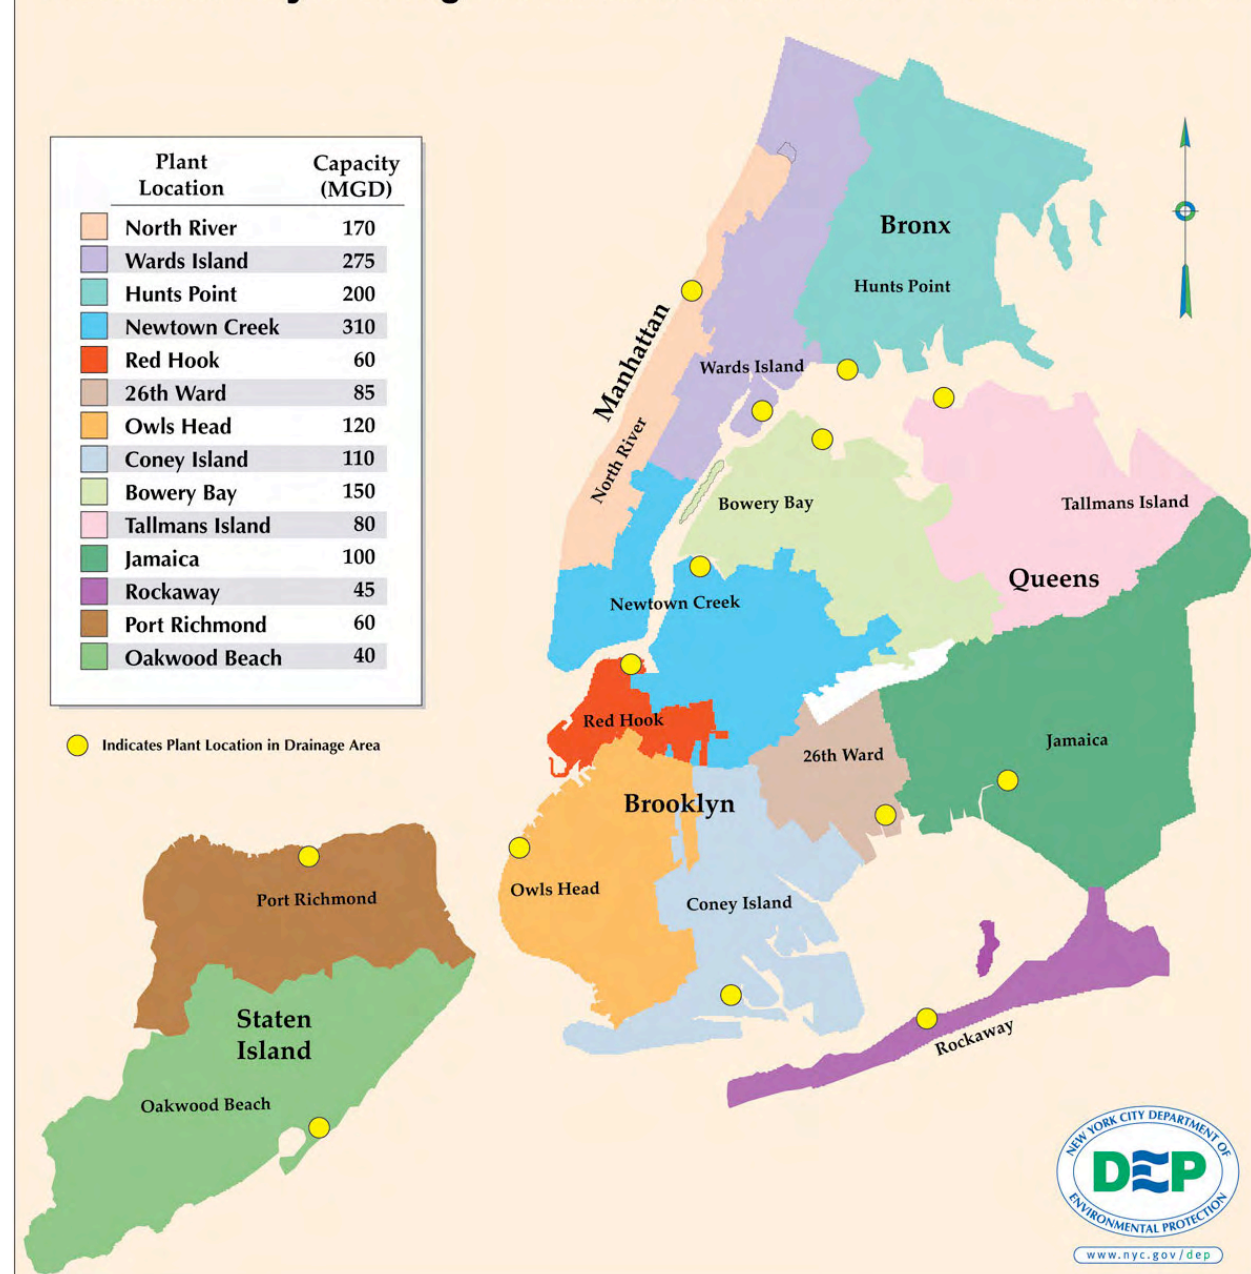 Plant Location
Capacity (MGD)
North River 170
Wards Island 275
Hunts Point 200
Newtown Creek 310
Red Hook 60
26th Ward 85
Owls Head 120
Coney Island 110
Bowery Bay 150
Tallmans Island 80
Jamaica 100
Rockaway 45
Port Richmond 60
Oakwood Beach 40
Indicates Plant Location in Drainage Area
Bronx
Hunts Point
Manhattan
Wards Island
North River
Bowery Bay
Tallmans Island
Queens
Newtown Creek
Red Hook
26th Ward
Jamaica
Brooklyn
Owls Head
Coney Island
Port Richmond
Staten
Island
Rockaway
Oakwood Beach
NEW YORK CITY DEPARTMENT OF
DEP
ENVIRONMENTAL PROTECTION
www.nyc.gov/dep